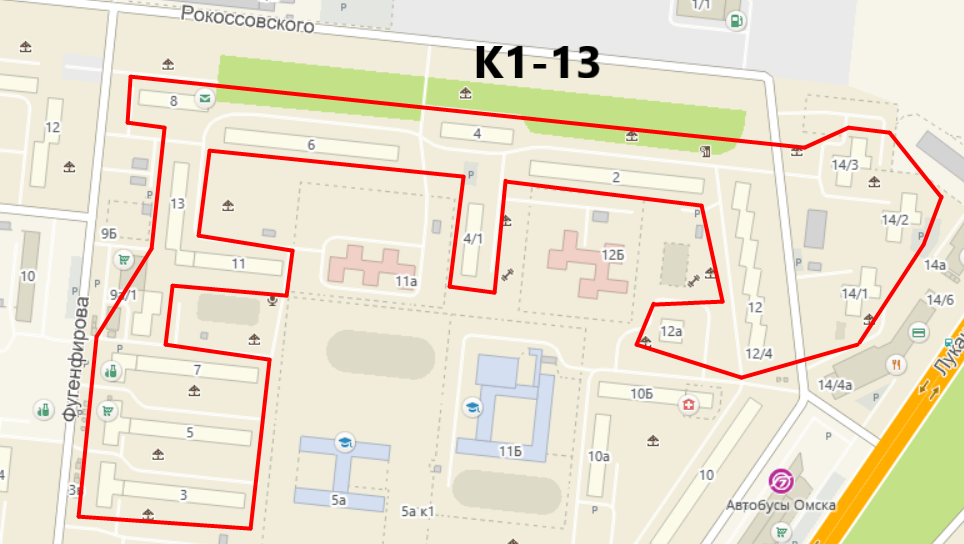 1/1
Рокоссовского
P
К1-13
8
12
6
4
2
14/3
P
P
13
14/2
9Б
4/1
P
P
P
12Б
11
11а
14а
10
P
P
9а/1
P
14/1
14/6
12
12а
P
12/4
7
Фугенфирова
14/4а
Лука
10Б
5
P
11Б
10а
4
10
3в
3
5а
Автобусы Омска
5а к1
P